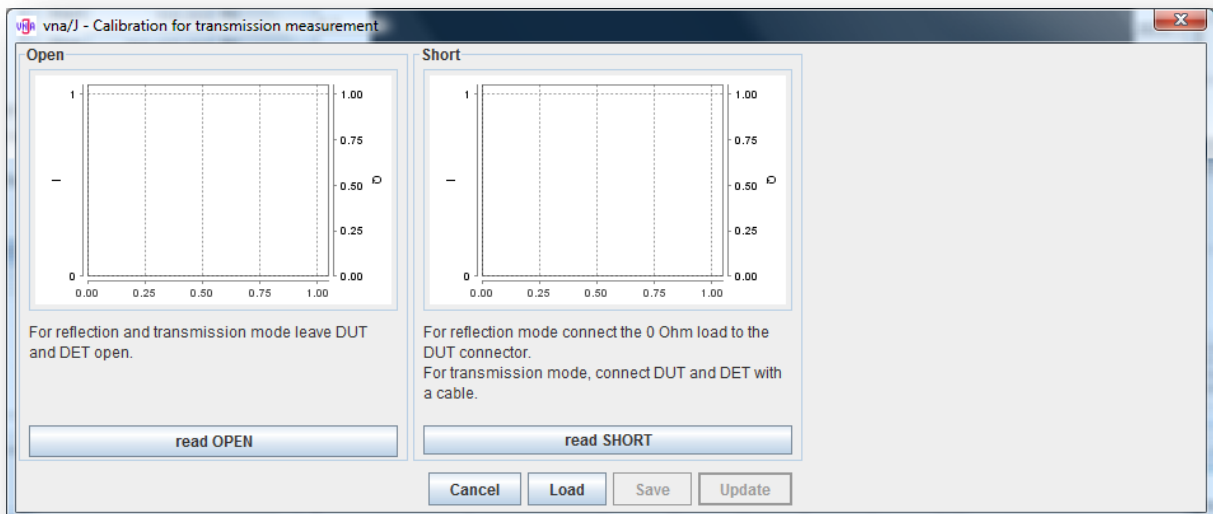 vna/J - Calibration for transmission measurement
Open
1
0
I
1.00
0.75
0.50
0.25
0.00
Q
0.00 0.25 0.50 0.75 1.00
For reflection and transmission mode leave DUT
and DET open.
read OPEN
Short
1
0
I
1.00
0.75
0.50
0.25
0.00
Q
0.00 0.25 0.50 0.75 1.00
For reflection mode connect the 0 Ohm load to the
DUT connector.
For transmission mode, connect DUT and DET with
a cable.
read SHORT
Cancel Load Save Update